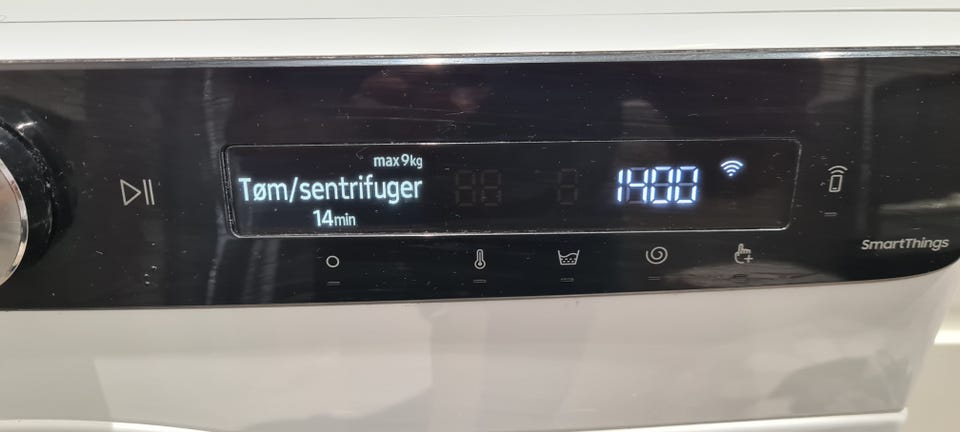 max 9kg
Tøm/sentrifuger
14min
1400
SmartThings